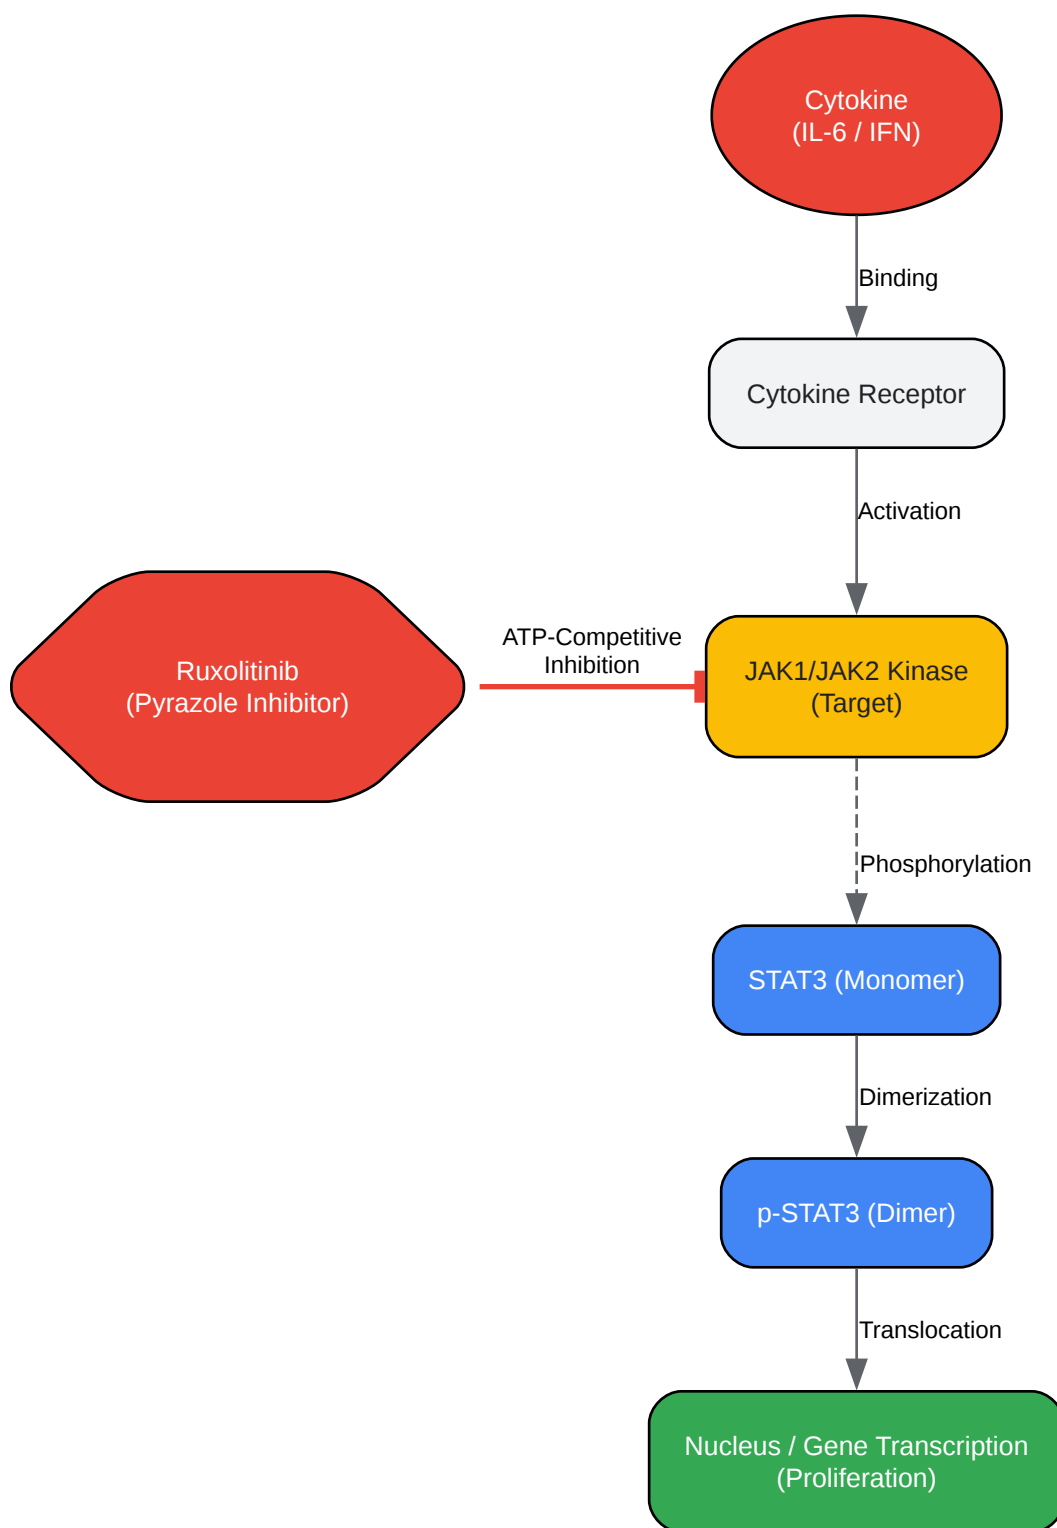 Cytokine
(IL-6 / IFN)
Binding
Cytokine Receptor
Activation
Ruxolitinib
(Pyrazole Inhibitor)
ATP-Competitive
Inhibition
JAK1/JAK2 Kinase
(Target)
Phosphorylation
STAT3 (Monomer)
Dimerization
p-STAT3 (Dimer)
Translocation
Nucleus / Gene Transcription
(Proliferation)